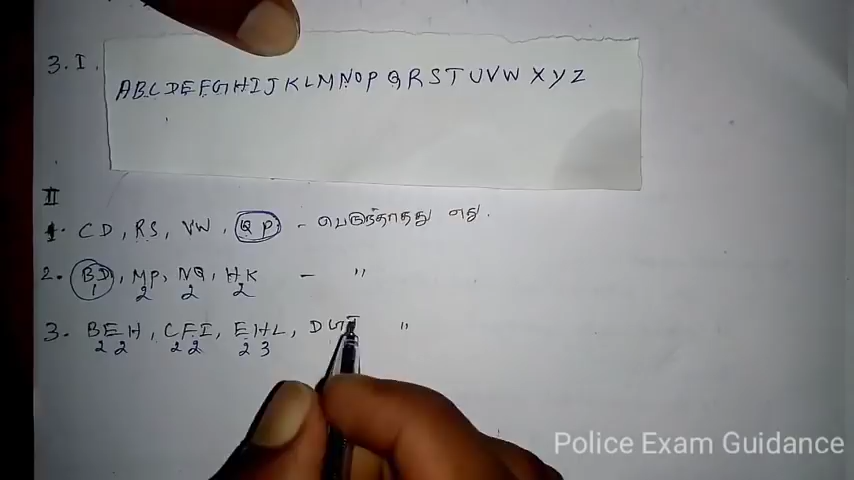 3. I.
ABCDEFGHIJKLMNOPQRSTUVWXYZ
II
1. CD, RS, VW, QP - பொருந்தாதது எது.
2. BD, MP, NQ, HK - "
1 2 2 2
3. BEH, CFI, EHL, "
2 2 2 2 2 3
Police Exam Guidance